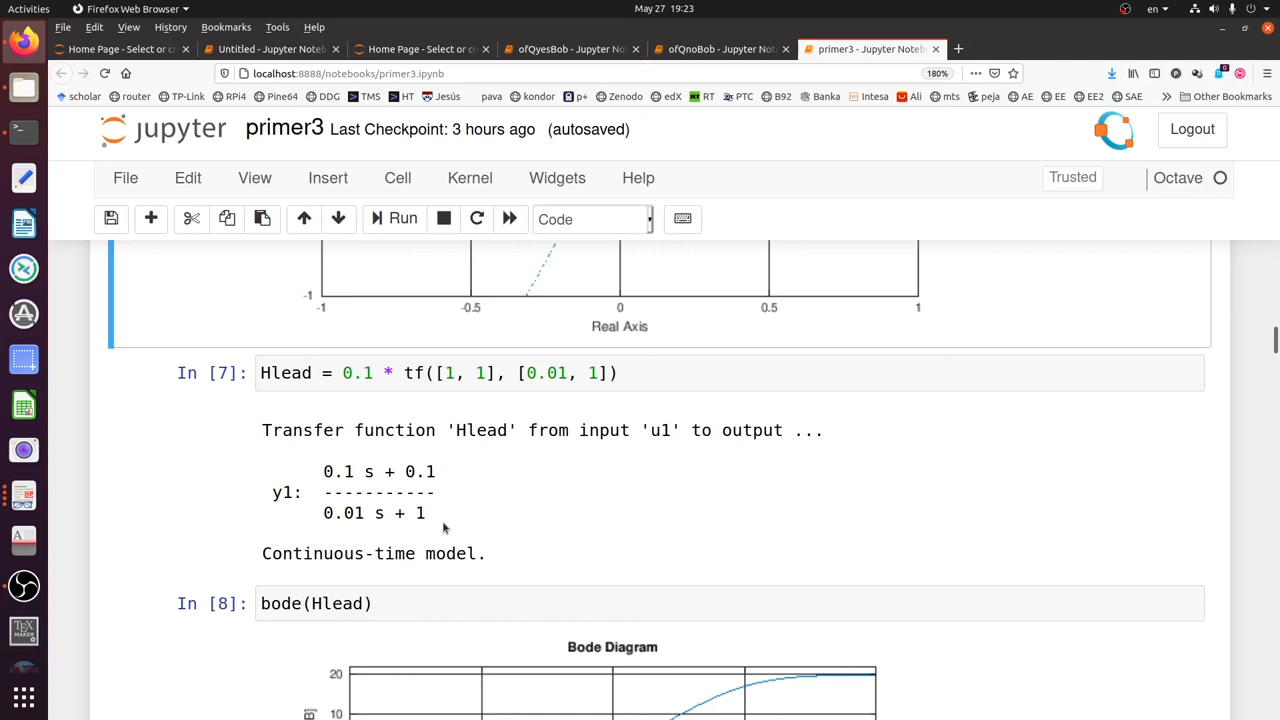 Activities Firefox Web Browser May 27 19:23 en
File Edit View History Bookmarks Tools Help
Home Page - Select or cr Untitled - Jupyter Noteb Home Page - Select or cr ofQyesBob - Jupyter Note ofQnoBob - Jupyter Note primer3 - Jupyter Noteb
localhost:8888/notebooks/primer3.ipynb 180%
scholar router TP-Link RPi4 Pine64 DDG TMS HT Jesús pava kondor p+ Zenodo edX RT PTC B92 Banka Intesa Ali mts peja AE EE EE2 SAE Other Bookmarks
jupyter primer3 Last Checkpoint: 3 hours ago (autosaved) Logout
File Edit View Insert Cell Kernel Widgets Help Trusted Octave
Run Code
-1
-1 -0.5 0 0.5 1
Real Axis
In [7]: Hlead = 0.1 * tf([1, 1], [0.01, 1])
Transfer function 'Hlead' from input 'u1' to output ...
0.1 s + 0.1
y1: -----------
0.01 s + 1
Continuous-time model.
In [8]: bode(Hlead)
Bode Diagram
20
10
B]